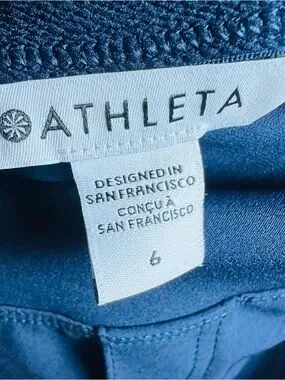 ATHLETA
DESIGNED IN
SAN FRANCISCO
CONÇU À
SAN FRANCISCO
6